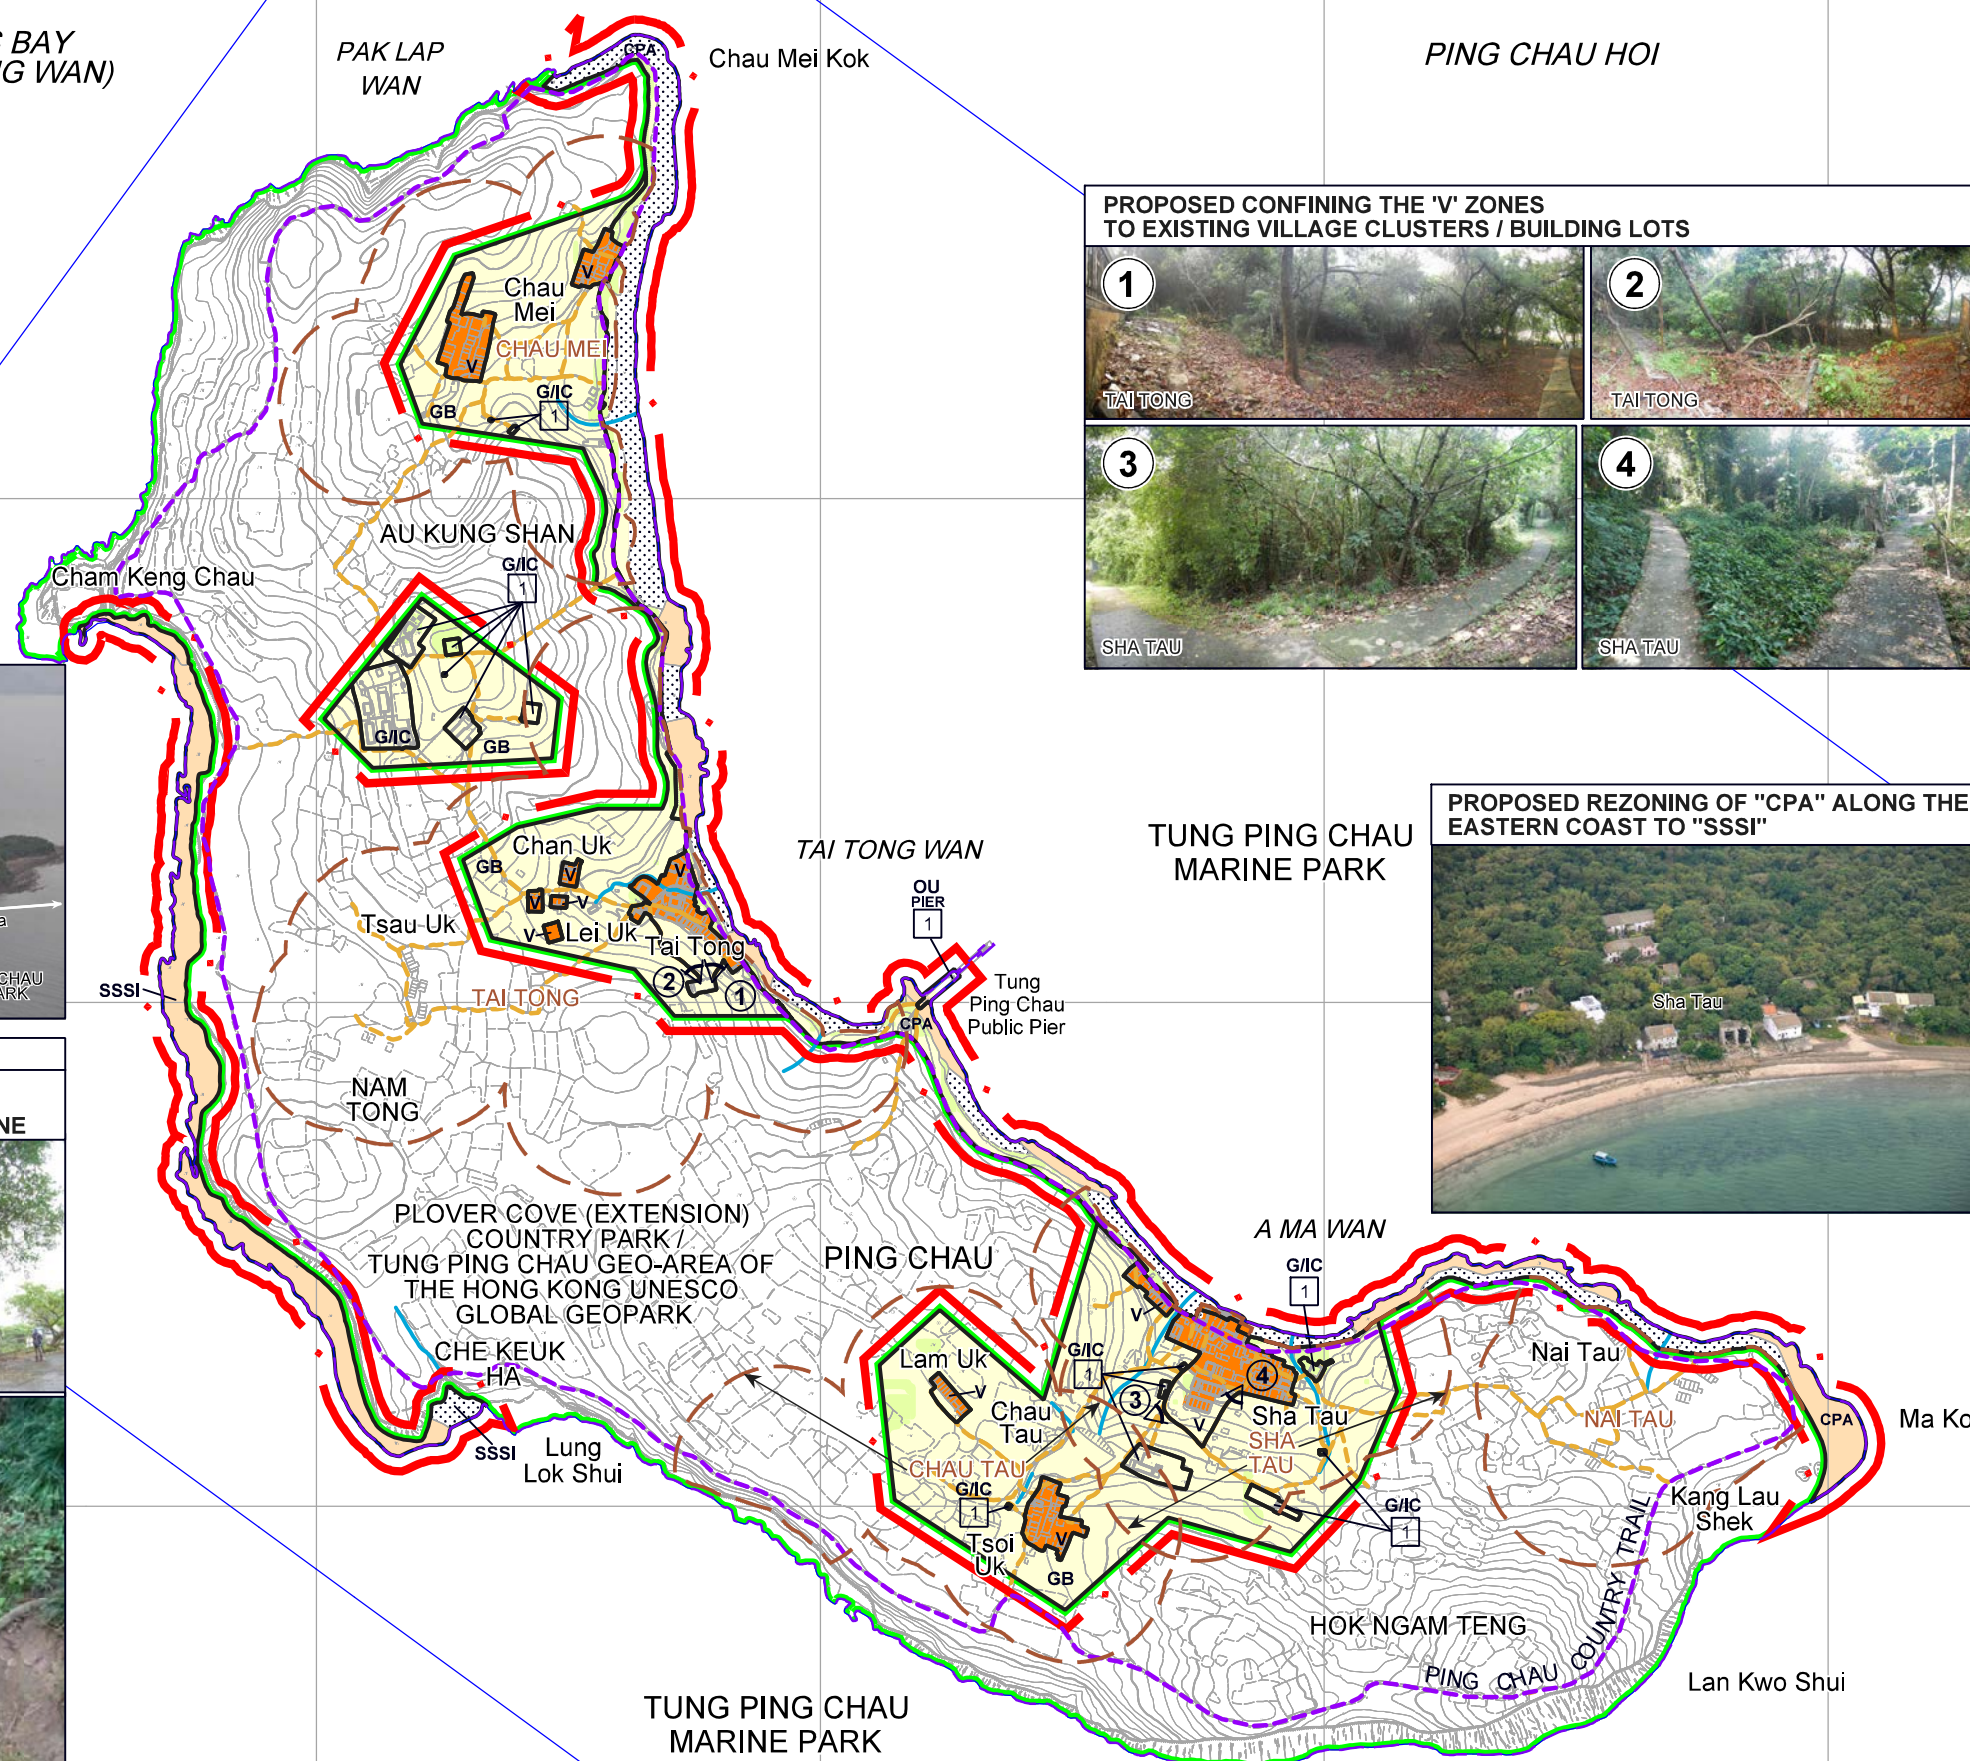 BAY
G WAN)
PAK LAP
WAN
CPA
Chau Mei Kok
PING CHAU HOI
PROPOSED CONFINING THE 'V' ZONES
TO EXISTING VILLAGE CLUSTERS / BUILDING LOTS
1
TAI TONG
2
TAI TONG
3
SHA TAU
4
SHA TAU
V
Chau
Mei
CHAU MEI
V
G/IC
1
GB
AU KUNG SHAN
G/IC
1
Cham Keng Chau
G/IC
GB
PROPOSED REZONING OF "CPA" ALONG THE
EASTERN COAST TO "SSSI"
Sha Tau
TUNG PING CHAU
MARINE PARK
TAI TONG WAN
OU
PIER
1
Chan Uk
GB
V
V
V
V
V
Lei Uk
Tsau Uk
Tai Tong
2
1
TAI TONG
Tung
Ping Chau
Public Pier
CPA
SSSI
a
CHAU
ARK
NE
NAM
TONG
PLOVER COVE (EXTENSION)
COUNTRY PARK /
TUNG PING CHAU GEO-AREA OF
THE HONG KONG UNESCO
GLOBAL GEOPARK
PING CHAU
A MA WAN
G/IC
1
CHE KEUK
HA
SSSI
Lung
Lok Shui
Lam Uk
V
V
G/IC
1
Chau
Tau
3
4
V
Sha Tau
SHA
TAU
CHAU TAU
G/IC
1
Tsoi
Uk
V
GB
G/IC
1
Nai Tau
NAI TAU
CPA
Ma Ko
Kang Lau
Shek
HOK NGAM TENG
PING CHAU COUNTRY TRAIL
Lan Kwo Shui
TUNG PING CHAU
MARINE PARK